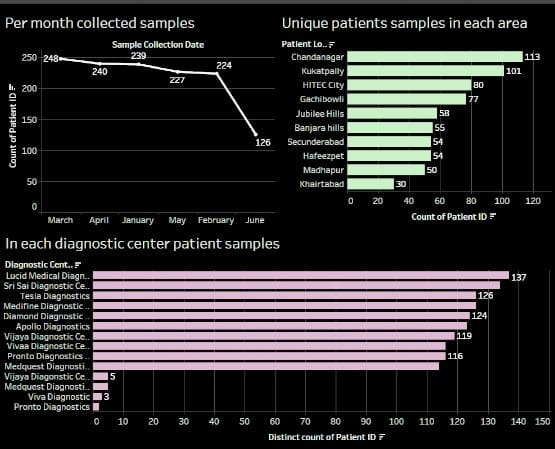 Per month collected samples
Sample Collection Date
Count of Patient ID
250
200
150
100
50
0
248
240
239
227
224
126
March April January May February June
Unique patients samples in each area
Patient Lo..
Chandanagar 113
Kukatpally 101
HITEC City 80
Gachibowli 77
Jubilee Hills 58
Banjara hills 55
Secunderabad 54
Hafeezpet 54
Madhapur 50
Khairtabad 30
0 20 40 60 80 100 120
Count of Patient ID
In each diagnostic center patient samples
Diagnostic Cent..
Lucid Medical Diagn.. 137
Sri Sai Diagnostic Ce..
Tesla Diagnostics 126
Medifine Diagnostic ..
Diamond Diagnostic .. 124
Apollo Diagnostics
Vijaya Diagnostic Ce.. 119
Vivaa Diagnostic Ce..
Pronto Diagnostics .. 116
Medquest Diagnosti..
Vijaya Diagonstic Ce.. 5
Medquest Diagnosti..
Viva Diagnostic 3
Pronto Diagnostics
0 10 20 30 40 50 60 70 80 90 100 110 120 130 140 150
Distinct count of Patient ID